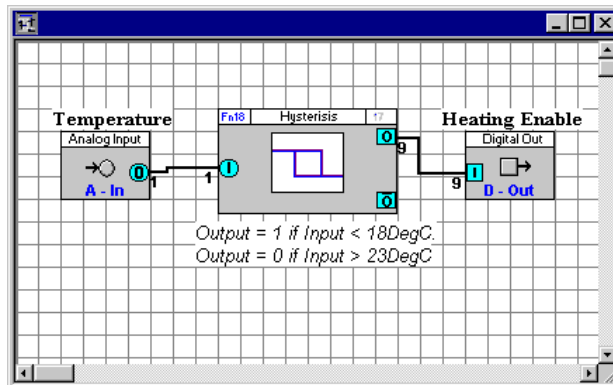 Temperature
Analog Input
O
A - In
1
1
Fn18
Hysterisis
17
I
O
9
O
Heating Enable
Digital Out
I
9
D - Out
Output = 1 if Input < 18DegC.
Output = 0 if Input > 23DegC